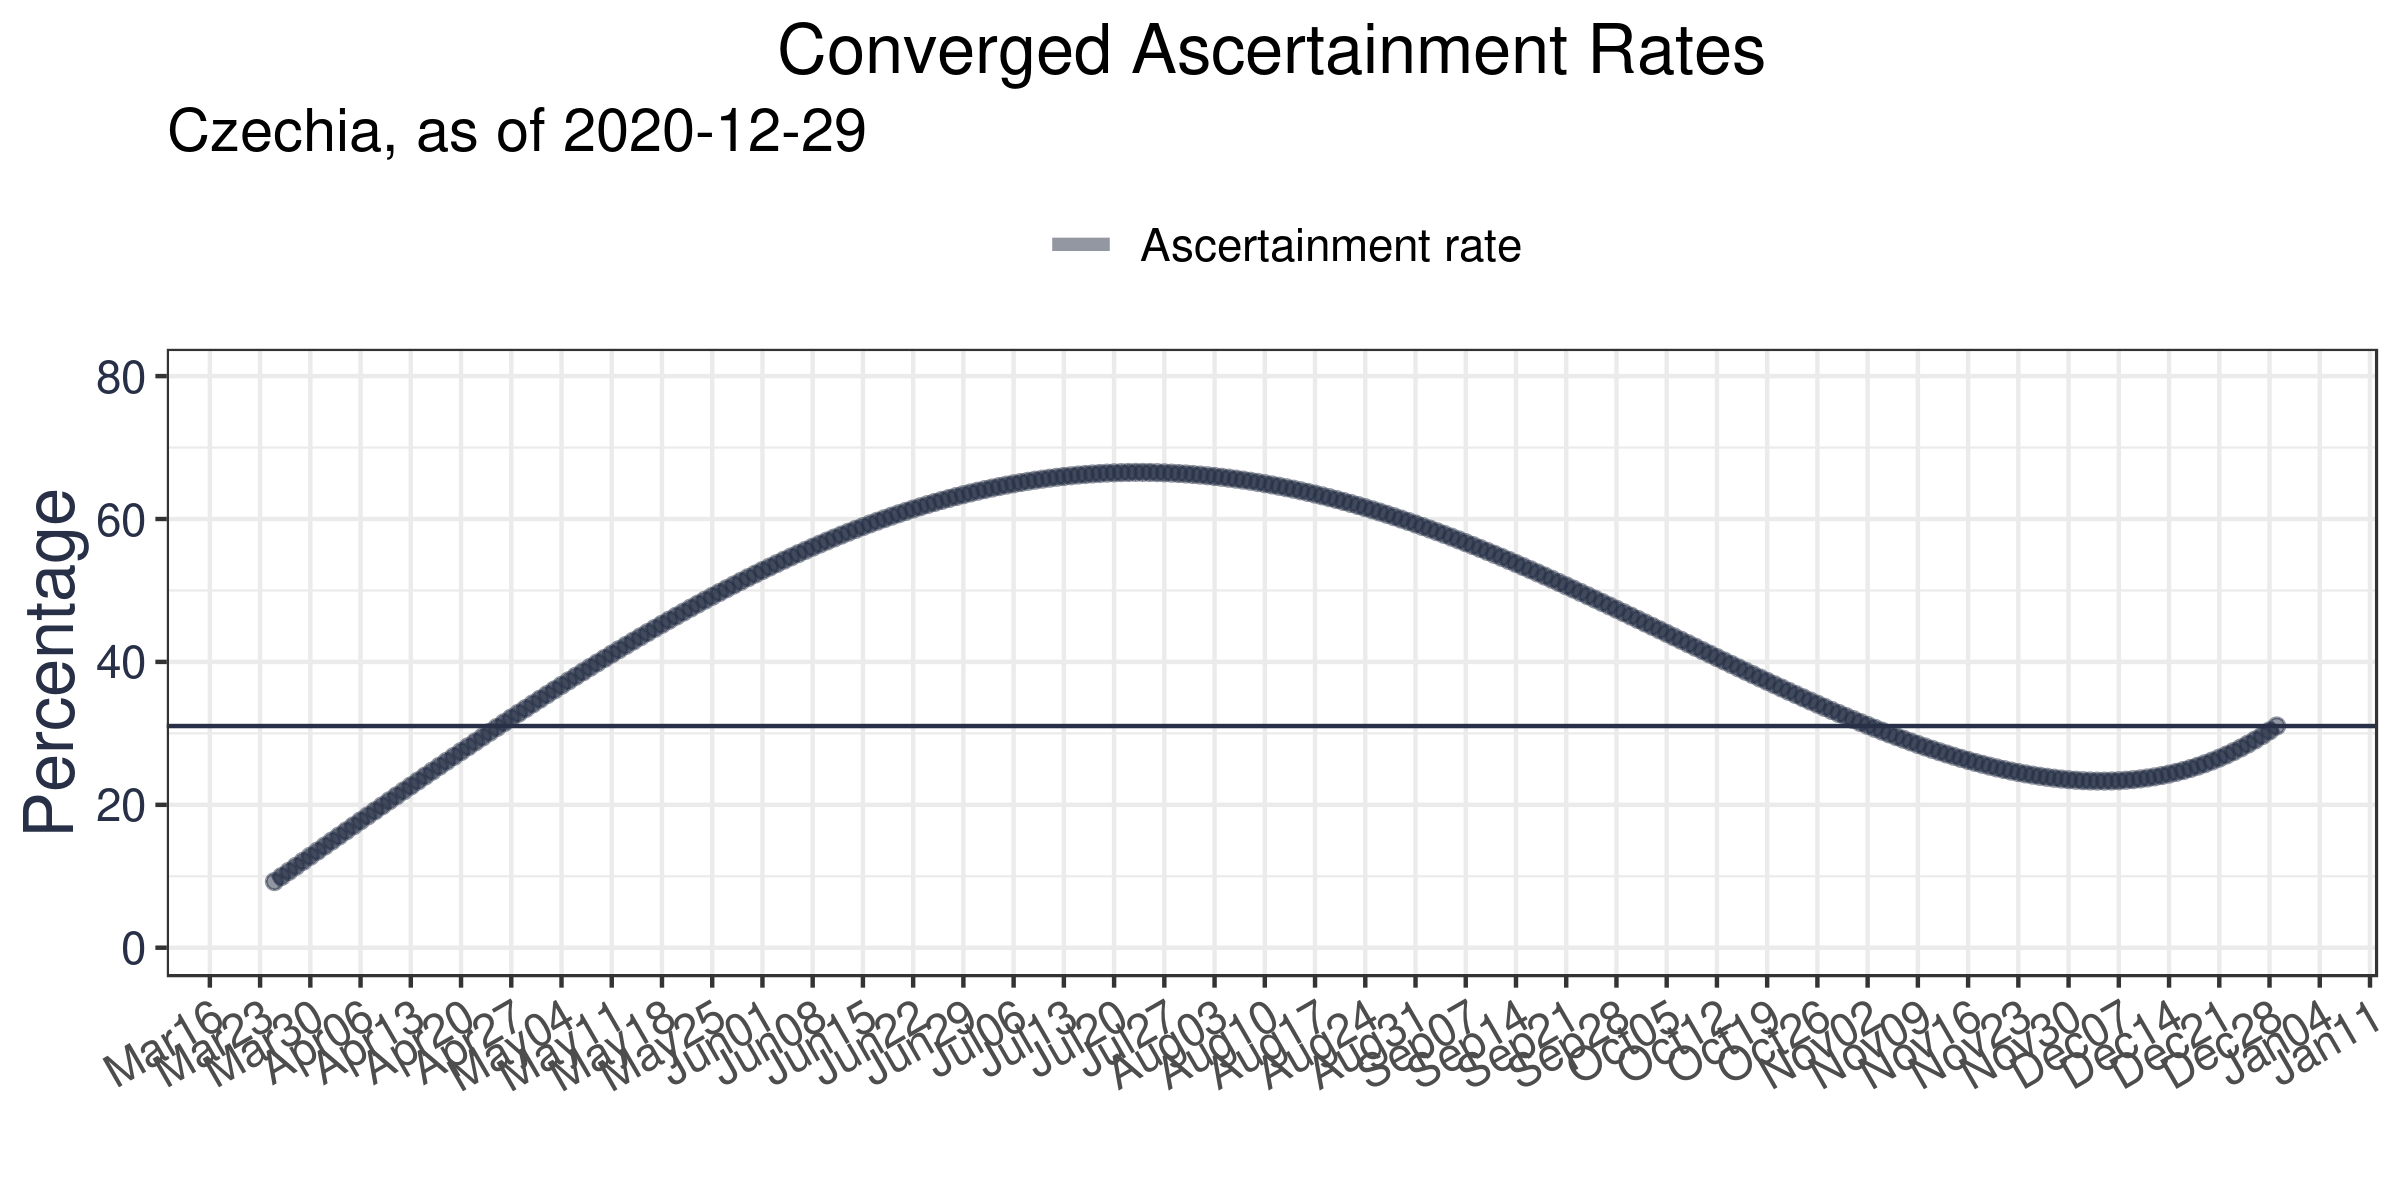 Converged Ascertainment Rates
Czechia, as of 2020-12-29
Ascertainment rate
Percentage
80
60
40
20
0
Mar16
Mar23
Mar30
Apr06
Apr13
Apr20
Apr27
May04
May11
May18
May25
Jun01
Jun08
Jun15
Jun22
Jun29
Jul06
Jul13
Jul20
Jul27
Aug03
Aug10
Aug17
Aug24
Aug31
Sep07
Sep14
Sep21
Sep28
Oct05
Oct12
Oct19
Oct26
Nov02
Nov09
Nov16
Nov23
Nov30
Dec07
Dec14
Dec21
Dec28
Jan04
Jan11